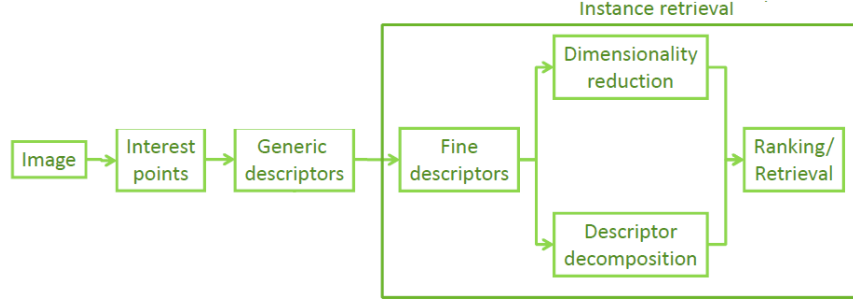 Instance retrieval
Dimensionality
reduction
Image
Interest
points
Generic
descriptors
Fine
descriptors
Ranking/
Retrieval
Descriptor
decomposition